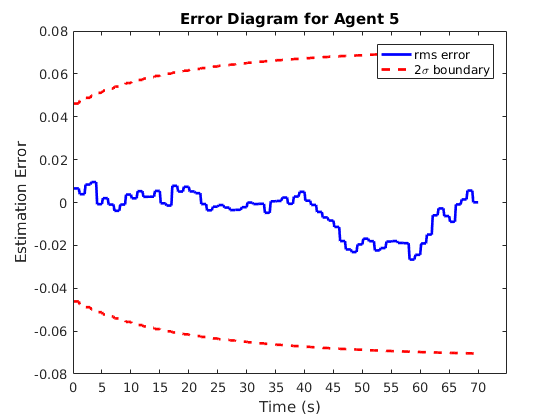 Error Diagram for Agent 5
rms error
2σ boundary
Estimation Error
0.08
0.06
0.04
0.02
0
-0.02
-0.04
-0.06
-0.08
0 5 10 15 20 25 30 35 40 45 50 55 60 65 70
Time (s)